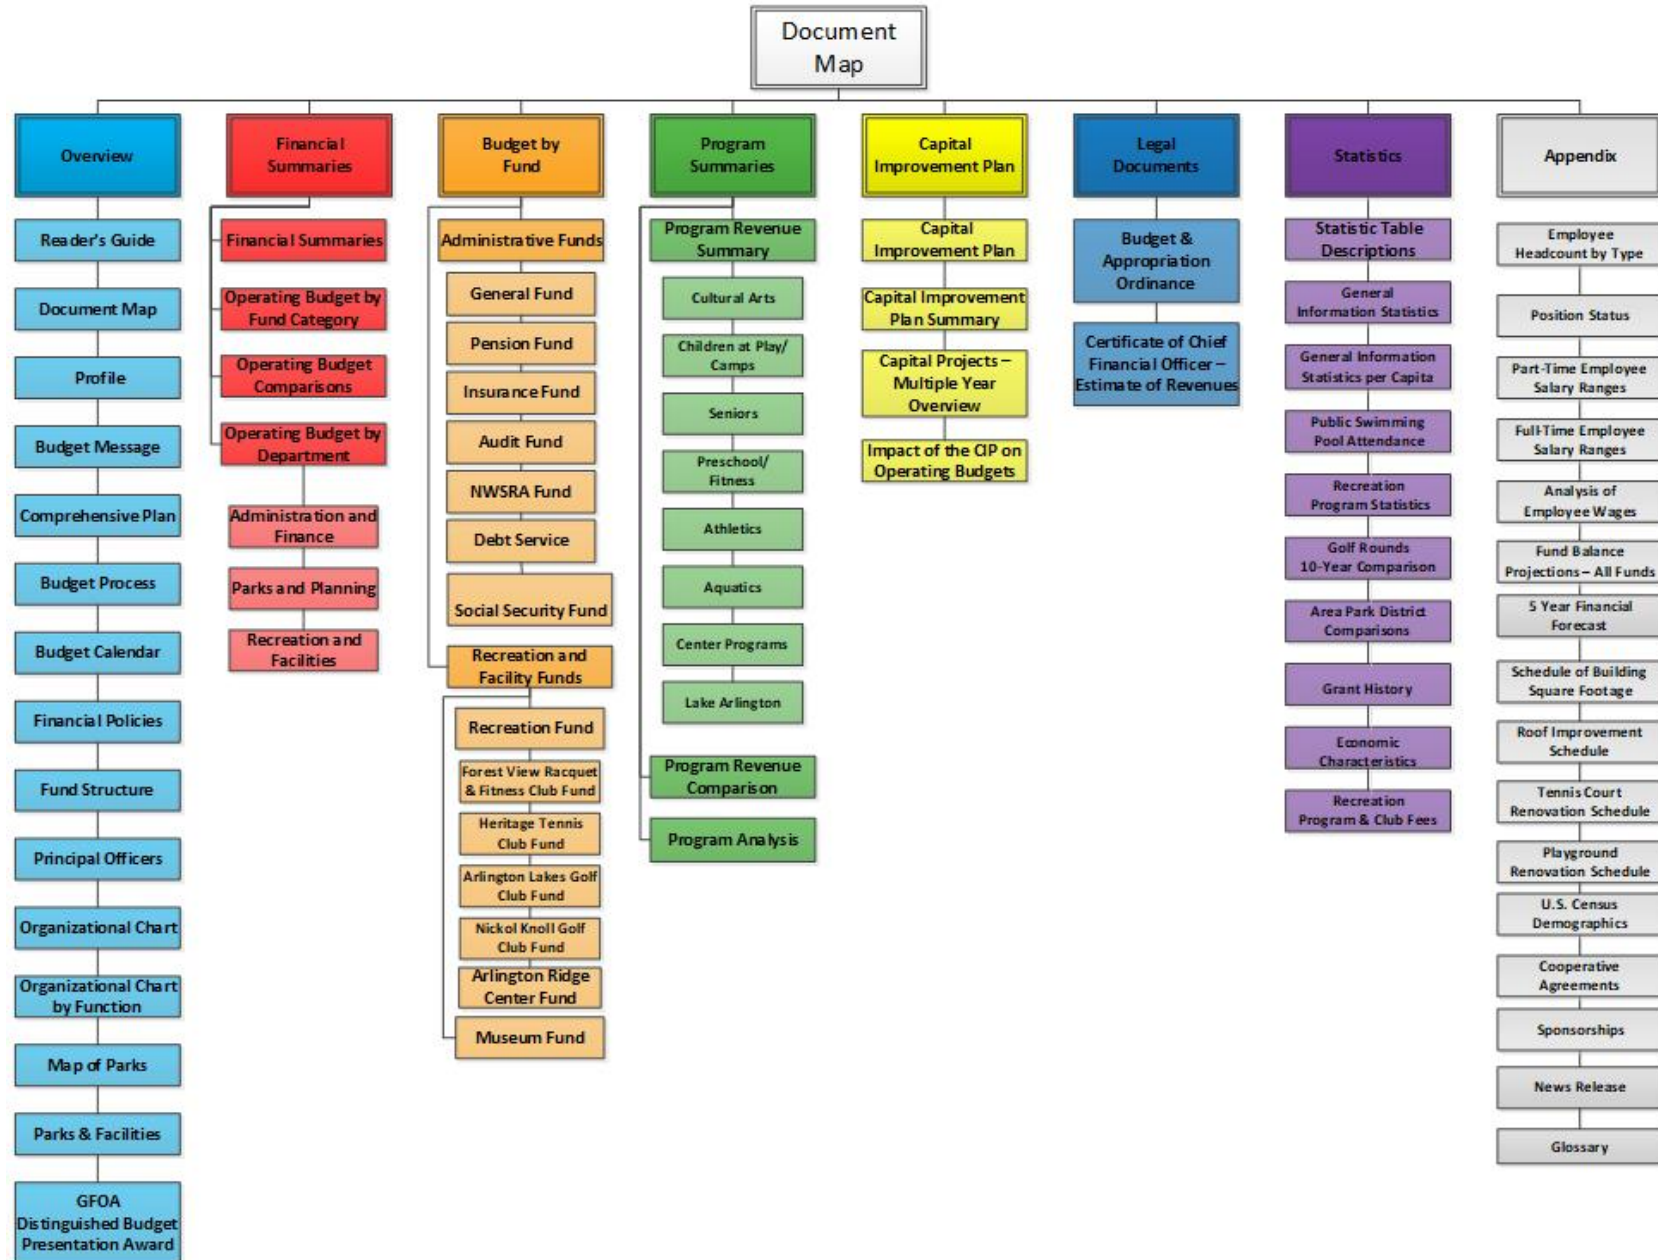 Document
Map
Overview
Reader's Guide
Document Map
Profile
Budget Message
Comprehensive Plan
Budget Process
Budget Calendar
Financial Policies
Fund Structure
Principal Officers
Organizational Chart
Organizational Chart
by Function
Map of Parks
Parks & Facilities
GFOA
Distinguished Budget
Presentation Award
Financial
Summaries
Financial Summaries
Operating Budget by
Fund Category
Operating Budget
Comparisons
Operating Budget by
Department
Administration and
Finance
Parks and Planning
Recreation and
Facilities
Budget by
Fund
Administrative Funds
General Fund
Pension Fund
Insurance Fund
Audit Fund
NWSRA Fund
Debt Service
Social Security Fund
Recreation and
Facility Funds
Recreation Fund
Forest View Racquet
& Fitness Club Fund
Heritage Tennis
Club Fund
Arlington Lakes Golf
Club Fund
Nickol Knoll Golf
Club Fund
Arlington Ridge
Center Fund
Museum Fund
Program
Summaries
Program Revenue
Summary
Cultural Arts
Children at Play/
Camps
Seniors
Preschool/
Fitness
Athletics
Aquatics
Center Programs
Lake Arlington
Program Revenue
Comparison
Program Analysis
Capital
Improvement Plan
Capital
Improvement Plan
Capital Improvement
Plan Summary
Capital Projects –
Multiple Year
Overview
Impact of the CIP on
Operating Budgets
Legal
Documents
Budget &
Appropriation
Ordinance
Certificate of Chief
Financial Officer –
Estimate of Revenues
Statistics
Statistic Table
Descriptions
General
Information Statistics
General Information
Statistics per Capita
Public Swimming
Pool Attendance
Recreation
Program Statistics
Golf Rounds
10-Year Comparison
Area Park District
Comparisons
Grant History
Economic
Characteristics
Recreation
Program & Club Fees
Appendix
Employee
Headcount by Type
Position Status
Part-Time Employee
Salary Ranges
Full-Time Employee
Salary Ranges
Analysis of
Employee Wages
Fund Balance
Projections – All Funds
5 Year Financial
Forecast
Schedule of Building
Square Footage
Roof Improvement
Schedule
Tennis Court
Renovation Schedule
Playground
Renovation Schedule
U.S. Census
Demographics
Cooperative
Agreements
Sponsorships
News Release
Glossary